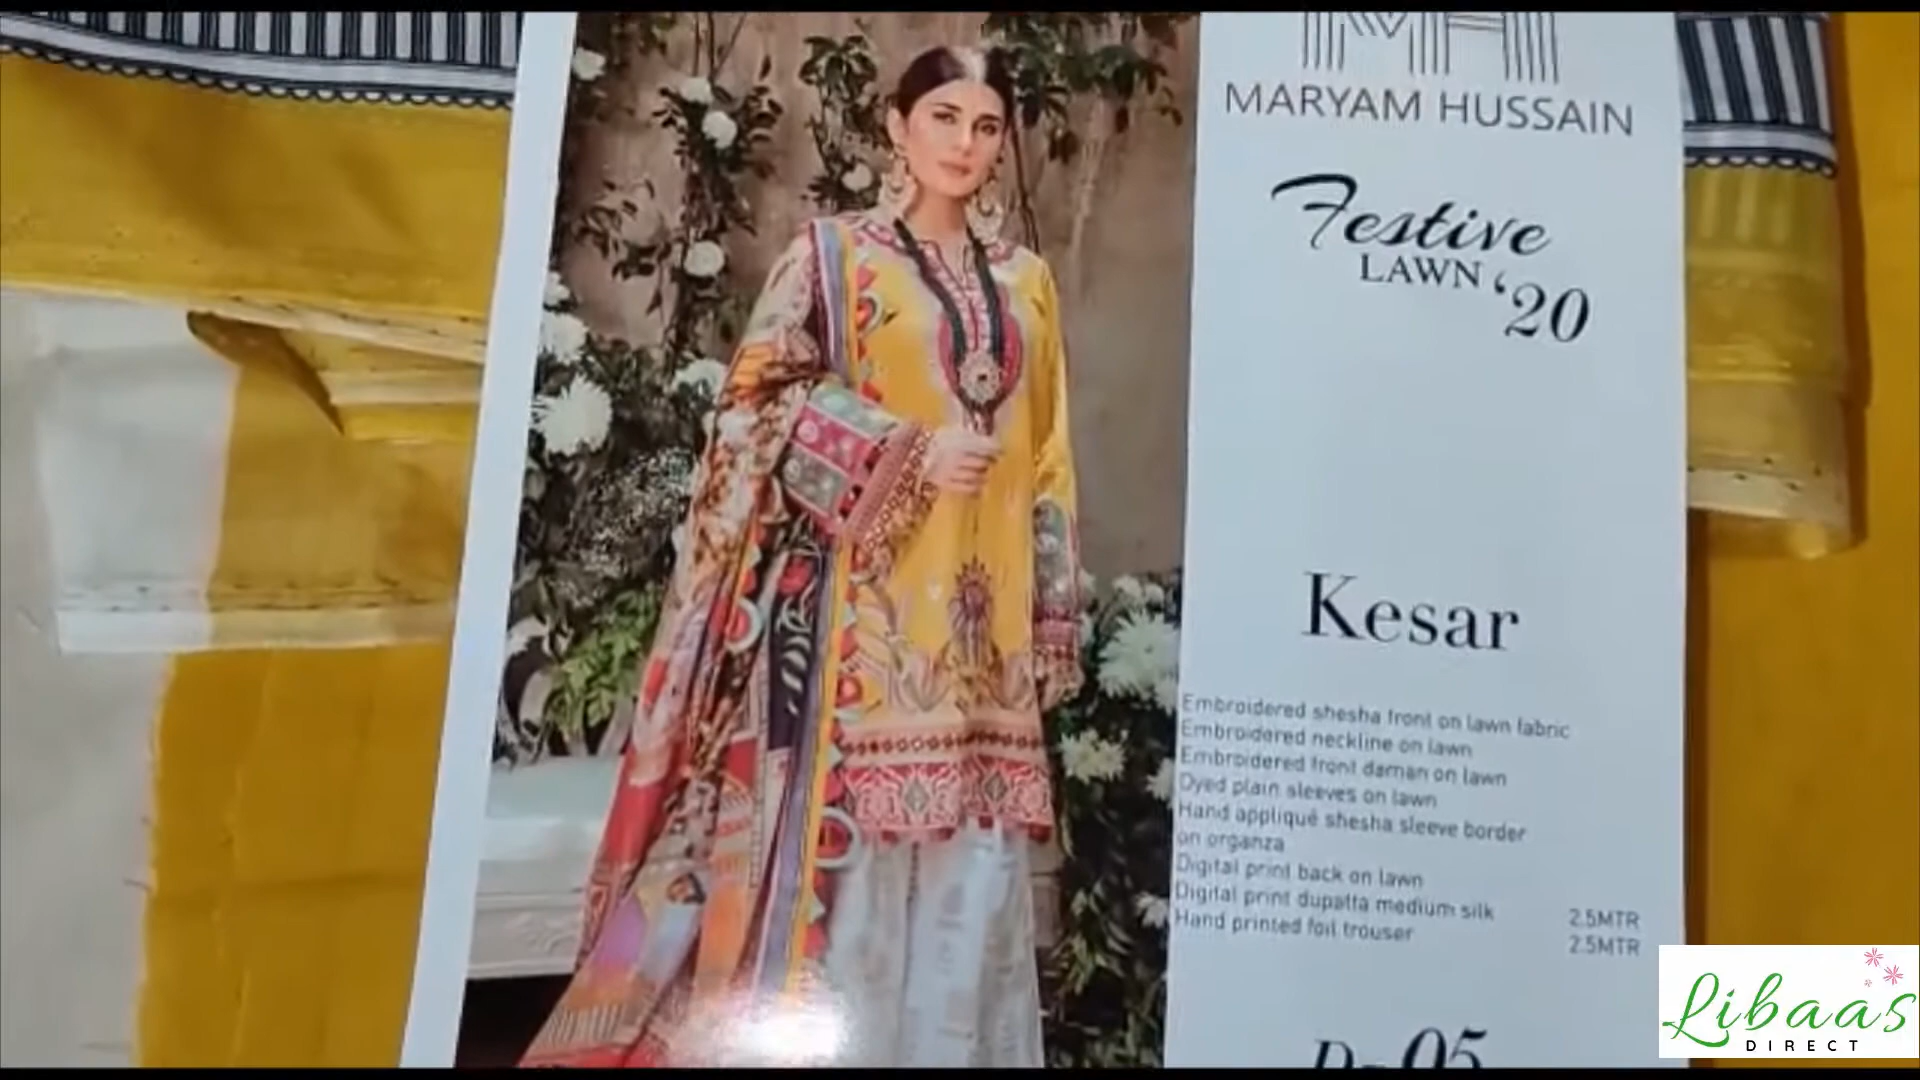 MH
MARYAM HUSSAIN
Festive
LAWN '20
Kesar
Embroidered shesha front on lawn fabric
Embroidered neckline on lawn
Embroidered front daman on lawn
Dyed plain sleeves on lawn
Hand appliqué shesha sleeve border
on organza
Digital print back on lawn
Digital print dupatta medium silk 2.5MTR
Hand printed foil trouser 2.5MTR
D-05
Libaas
DIRECT